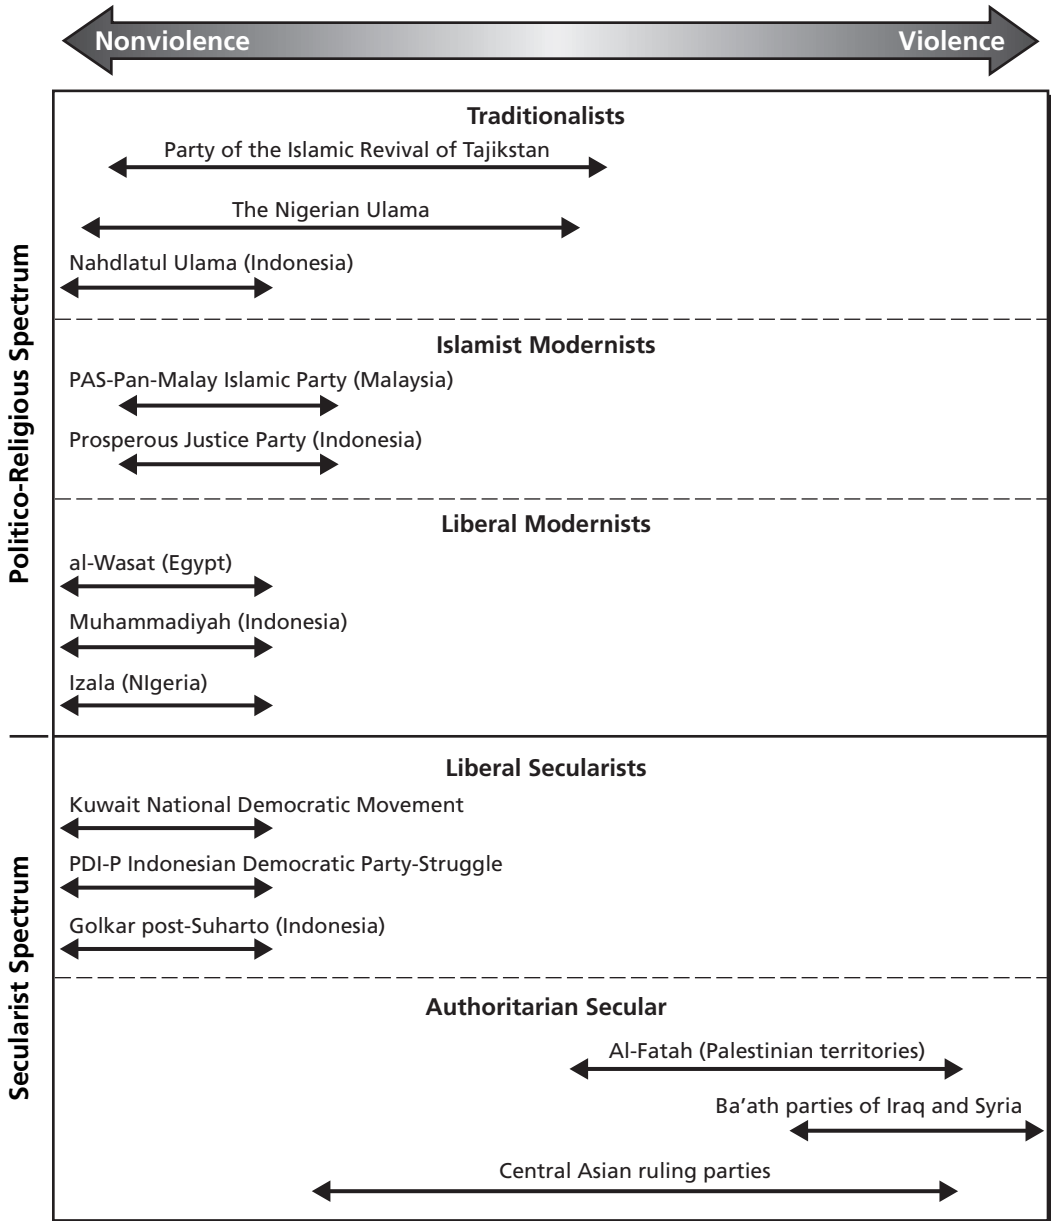 Nonviolence Violence
Traditionalists
Party of the Islamic Revival of Tajikstan
The Nigerian Ulama
Nahdlatul Ulama (Indonesia)
Islamist Modernists
PAS-Pan-Malay Islamic Party (Malaysia)
Prosperous Justice Party (Indonesia)
Liberal Modernists
al-Wasat (Egypt)
Muhammadiyah (Indonesia)
Izala (NIgeria)
Politico-Religious Spectrum
Liberal Secularists
Kuwait National Democratic Movement
PDI-P Indonesian Democratic Party-Struggle
Golkar post-Suharto (Indonesia)
Authoritarian Secular
Al-Fatah (Palestinian territories)
Ba’ath parties of Iraq and Syria
Central Asian ruling parties
Secularist Spectrum